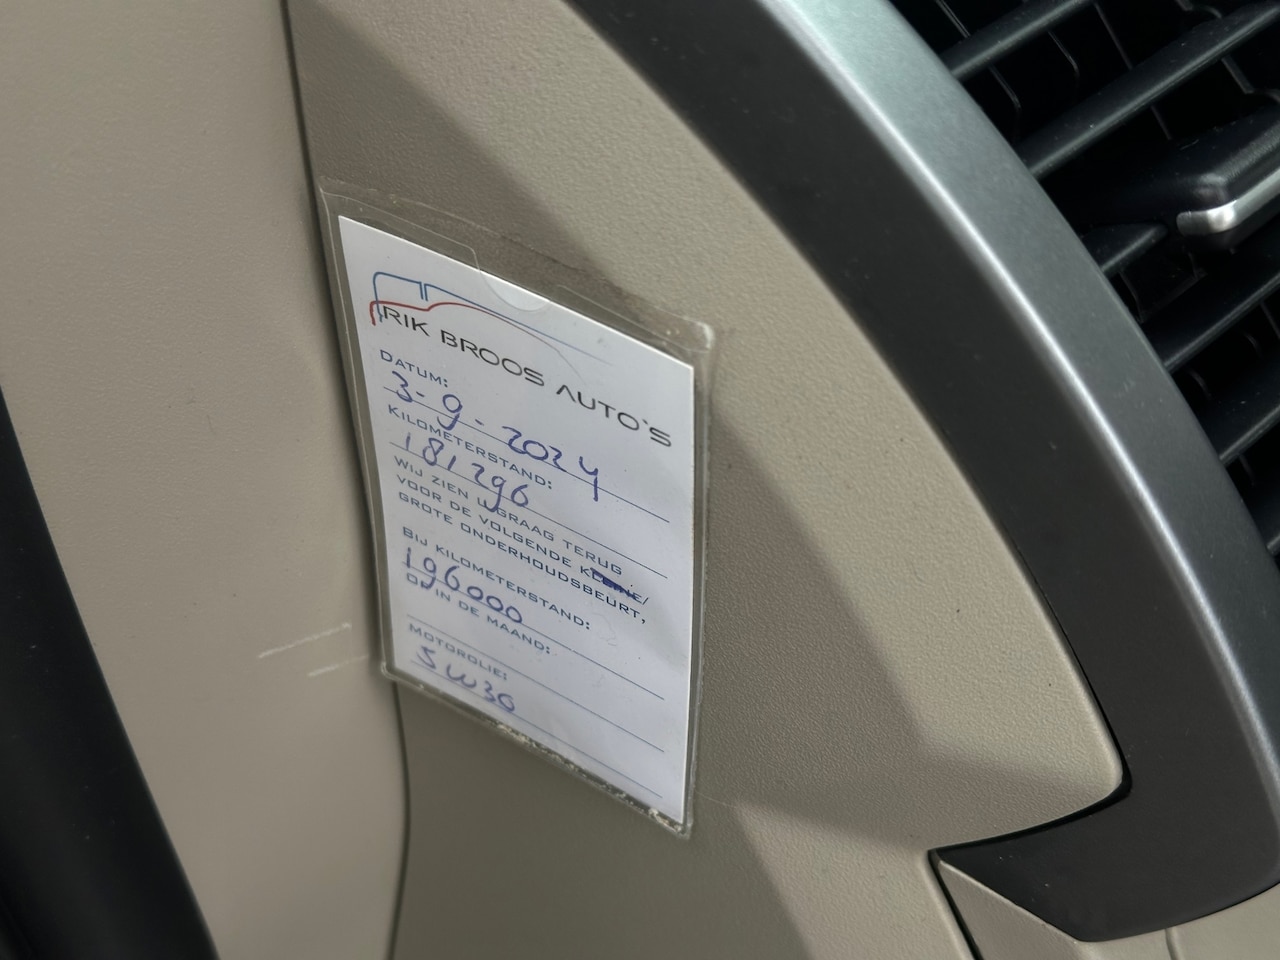 RIK BROOS AUTO'S
DATUM:
3-9-2024
KILOMETERSTAND:
181296
WIJ ZIEN U GRAAG TERUG
VOOR DE VOLGENDE KLEINE/
GROTE ONDERHOUDSBEURT,
BIJ KILOMETERSTAND:
196000
OF IN DE MAAND:
MOTOROLIE:
5W30